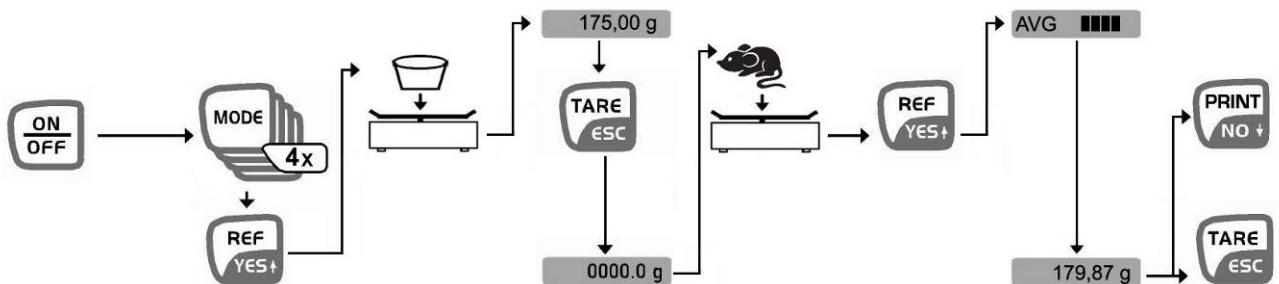 ON
OFF
MODE
4x
REF
YES↑
175,00 g
TARE
ESC
0000.0 g
REF
YES↑
AVG
179,87 g
PRINT
NO↓
TARE
ESC